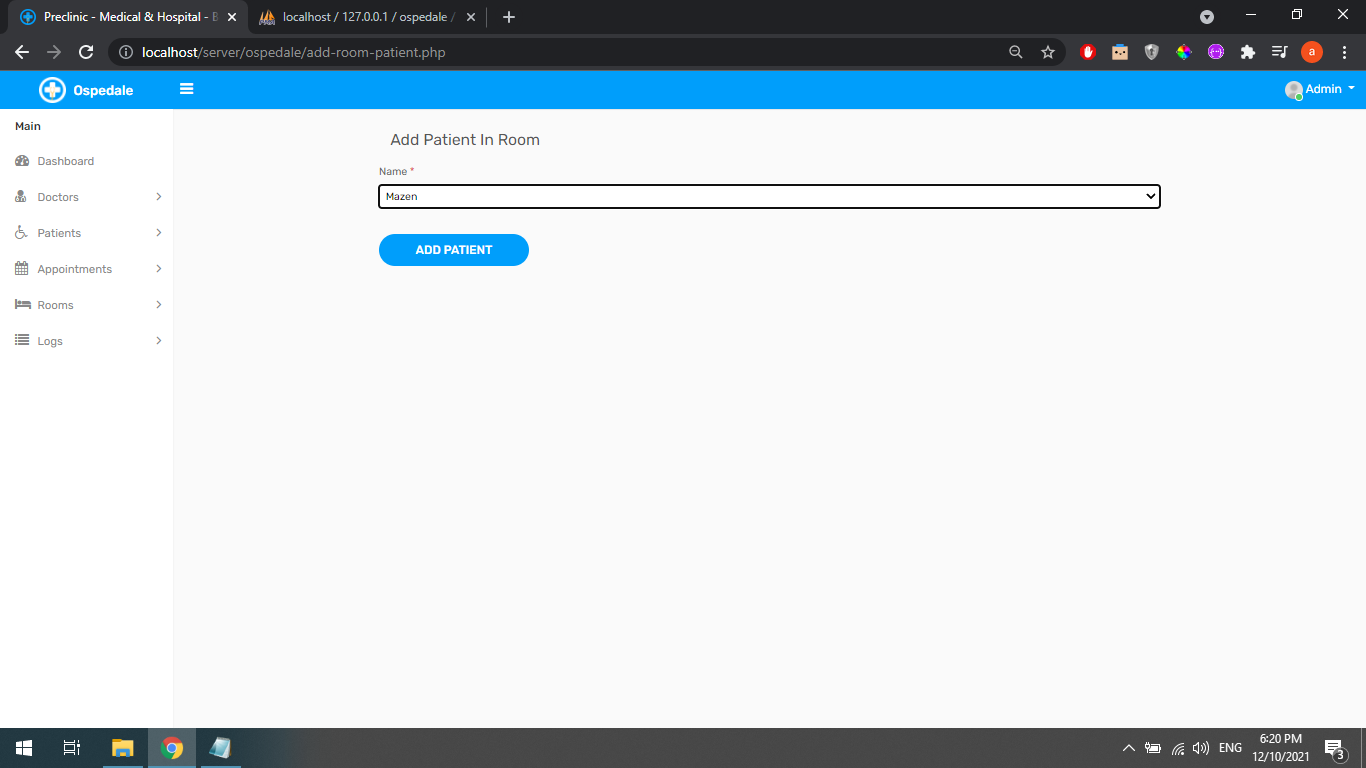 Preclinic - Medical & Hospital - B
localhost / 127.0.0.1 / ospedale /
localhost/server/ospedale/add-room-patient.php
a
Ospedale
Admin
Main
Dashboard
Doctors
Patients
Appointments
Rooms
Logs
Add Patient In Room
Name *
Mazen
ADD PATIENT
ENG
6:20 PM
12/10/2021
3